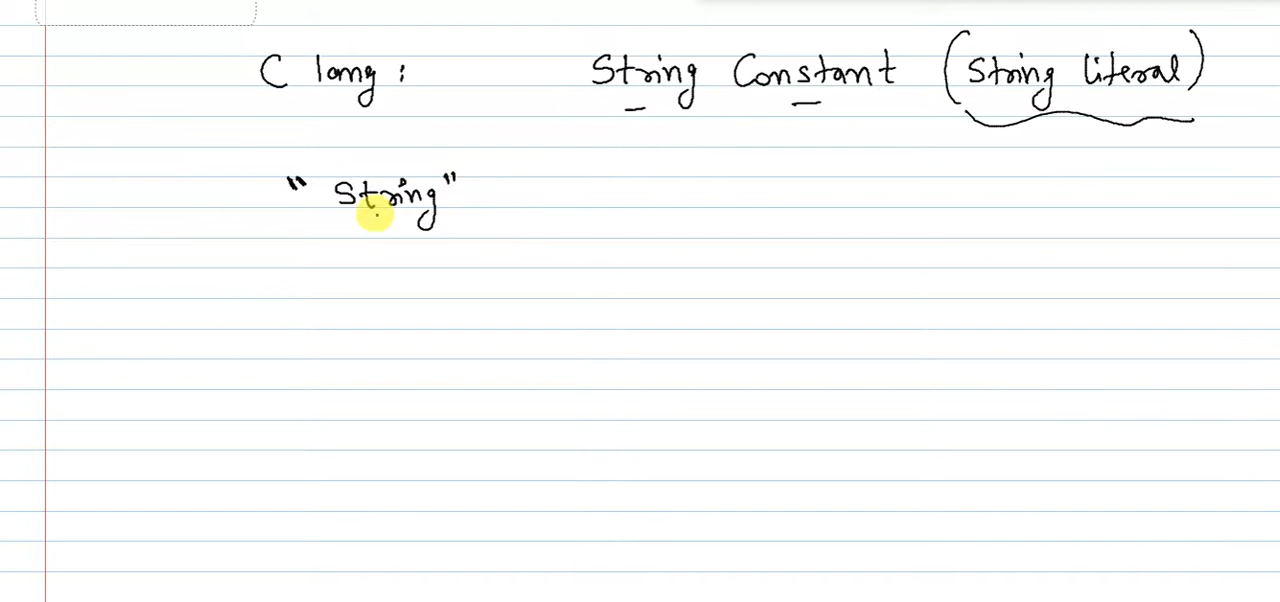 C lang : String Constant (String literal)
" String"